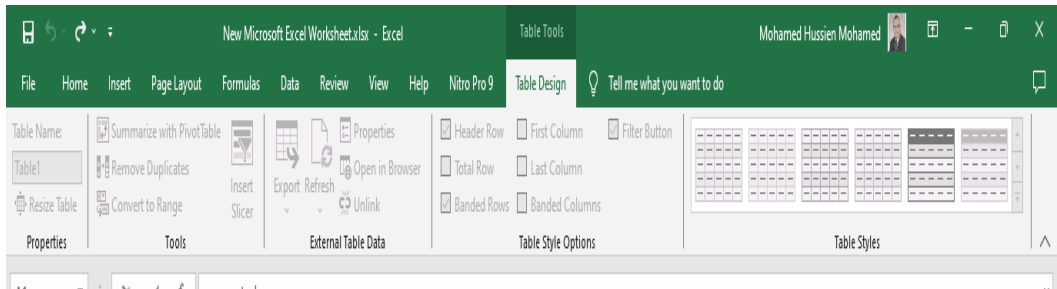 New Microsoft Excel Worksheet.xlsx - Excel
Table Tools
Mohamed Hussien Mohamed
File Home Insert Page Layout Formulas Data Review View Help Nitro Pro 9 Table Design Tell me what you want to do
Table Name: Summarize with PivotTable Properties Header Row First Column Filter Button
Table1 Remove Duplicates Insert Slicer Export Refresh Open in Browser Total Row Last Column
Resize Table Convert to Range Unlink Banded Rows Banded Columns
Properties Tools External Table Data Table Style Options Table Styles